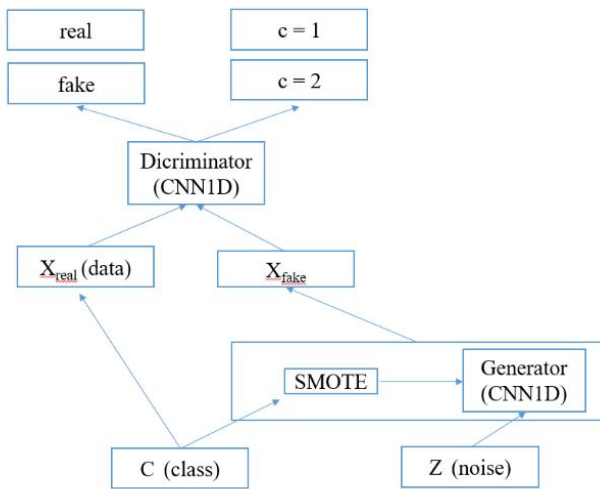 real
c = 1
fake
c = 2
Dicriminator
(CNN1D)
Xreal (data)
Xfake
SMOTE
Generator
(CNN1D)
C (class)
Z (noise)